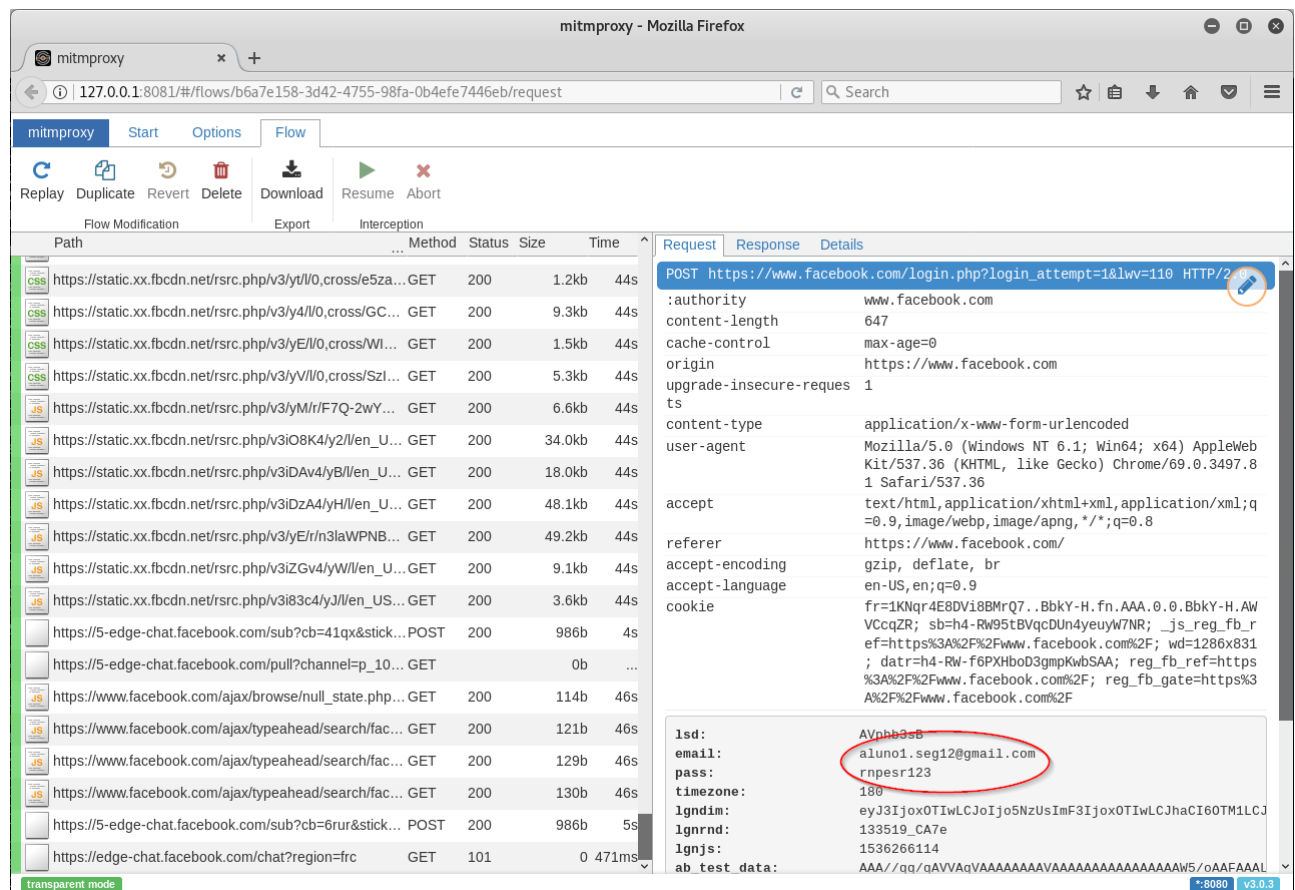 mitmproxy - Mozilla Firefox
mitmproxy
127.0.0.1:8081/#/flows/b6a7e158-3d42-4755-98fa-0b4efe7446eb/request
Search
mitmproxy Start Options Flow
Replay Duplicate Revert Delete Download Resume Abort
Flow Modification Export Interception
Path ... Method Status Size Time
https://static.xx.fbcdn.net/rsrc.php/v3/yt/l/0,cross/e5za... GET 200 1.2kb 44s
https://static.xx.fbcdn.net/rsrc.php/v3/y4/l/0,cross/GC... GET 200 9.3kb 44s
https://static.xx.fbcdn.net/rsrc.php/v3/yE/l/0,cross/WI... GET 200 1.5kb 44s
https://static.xx.fbcdn.net/rsrc.php/v3/yV/l/0,cross/SzI... GET 200 5.3kb 44s
https://static.xx.fbcdn.net/rsrc.php/v3/yM/r/F7Q-2wY... GET 200 6.6kb 44s
https://static.xx.fbcdn.net/rsrc.php/v3iO8K4/y2/l/en_U... GET 200 34.0kb 44s
https://static.xx.fbcdn.net/rsrc.php/v3iDAv4/yB/l/en_U... GET 200 18.0kb 44s
https://static.xx.fbcdn.net/rsrc.php/v3iDzA4/yH/l/en_U... GET 200 48.1kb 44s
https://static.xx.fbcdn.net/rsrc.php/v3/yE/r/n3laWPNB... GET 200 49.2kb 44s
https://static.xx.fbcdn.net/rsrc.php/v3iZGv4/yW/l/en_U... GET 200 9.1kb 44s
https://static.xx.fbcdn.net/rsrc.php/v3i83c4/yJ/l/en_US... GET 200 3.6kb 44s
https://5-edge-chat.facebook.com/sub?cb=41qx&stick... POST 200 986b 4s
https://5-edge-chat.facebook.com/pull?channel=p_10... GET 0b ...
https://www.facebook.com/ajax/browse/null_state.php... GET 200 114b 46s
https://www.facebook.com/ajax/typeahead/search/fac... GET 200 121b 46s
https://www.facebook.com/ajax/typeahead/search/fac... GET 200 129b 46s
https://www.facebook.com/ajax/typeahead/search/fac... GET 200 130b 46s
https://5-edge-chat.facebook.com/sub?cb=6rur&stick... POST 200 986b 5s
https://edge-chat.facebook.com/chat?region=frc GET 101 0 471ms
Request Response Details
POST https://www.facebook.com/login.php?login_attempt=1&lwv=110 HTTP/2.0
:authority www.facebook.com
content-length 647
cache-control max-age=0
origin https://www.facebook.com
upgrade-insecure-reques 1
ts
content-type application/x-www-form-urlencoded
user-agent Mozilla/5.0 (Windows NT 6.1; Win64; x64) AppleWeb
Kit/537.36 (KHTML, like Gecko) Chrome/69.0.3497.8
1 Safari/537.36
accept text/html,application/xhtml+xml,application/xml;q
=0.9,image/webp,image/apng,*/*;q=0.8
referer https://www.facebook.com/
accept-encoding gzip, deflate, br
accept-language en-US,en;q=0.9
cookie fr=1KNqr4E8DVi8BMrQ7..BbkY-H.fn.AAA.0.0.BbkY-H.AW
VCcqZR; sb=h4-RW95tBVqcDUn4yeuyW7NR; _js_reg_fb_r
ef=https%3A%2F%2Fwww.facebook.com%2F; wd=1286x831
; datr=h4-RW-f6PXHboD3gmpKwbSAA; reg_fb_ref=https
%3A%2F%2Fwww.facebook.com%2F; reg_fb_gate=https%3
A%2F%2Fwww.facebook.com%2F
lsd: AVphb3sB
email: aluno1.seg12@gmail.com
pass: rnpesr123
timezone: 180
lgndim: eyJ3IjoxOTIwLCJoIjo5NzUsImF3IjoxOTIwLCJhaCI6OTM1LCJ
lgnrnd: 133519_CA7e
lgnjs: 1536266114
ab_test_data:
transparent mode *:8080 v3.0.3